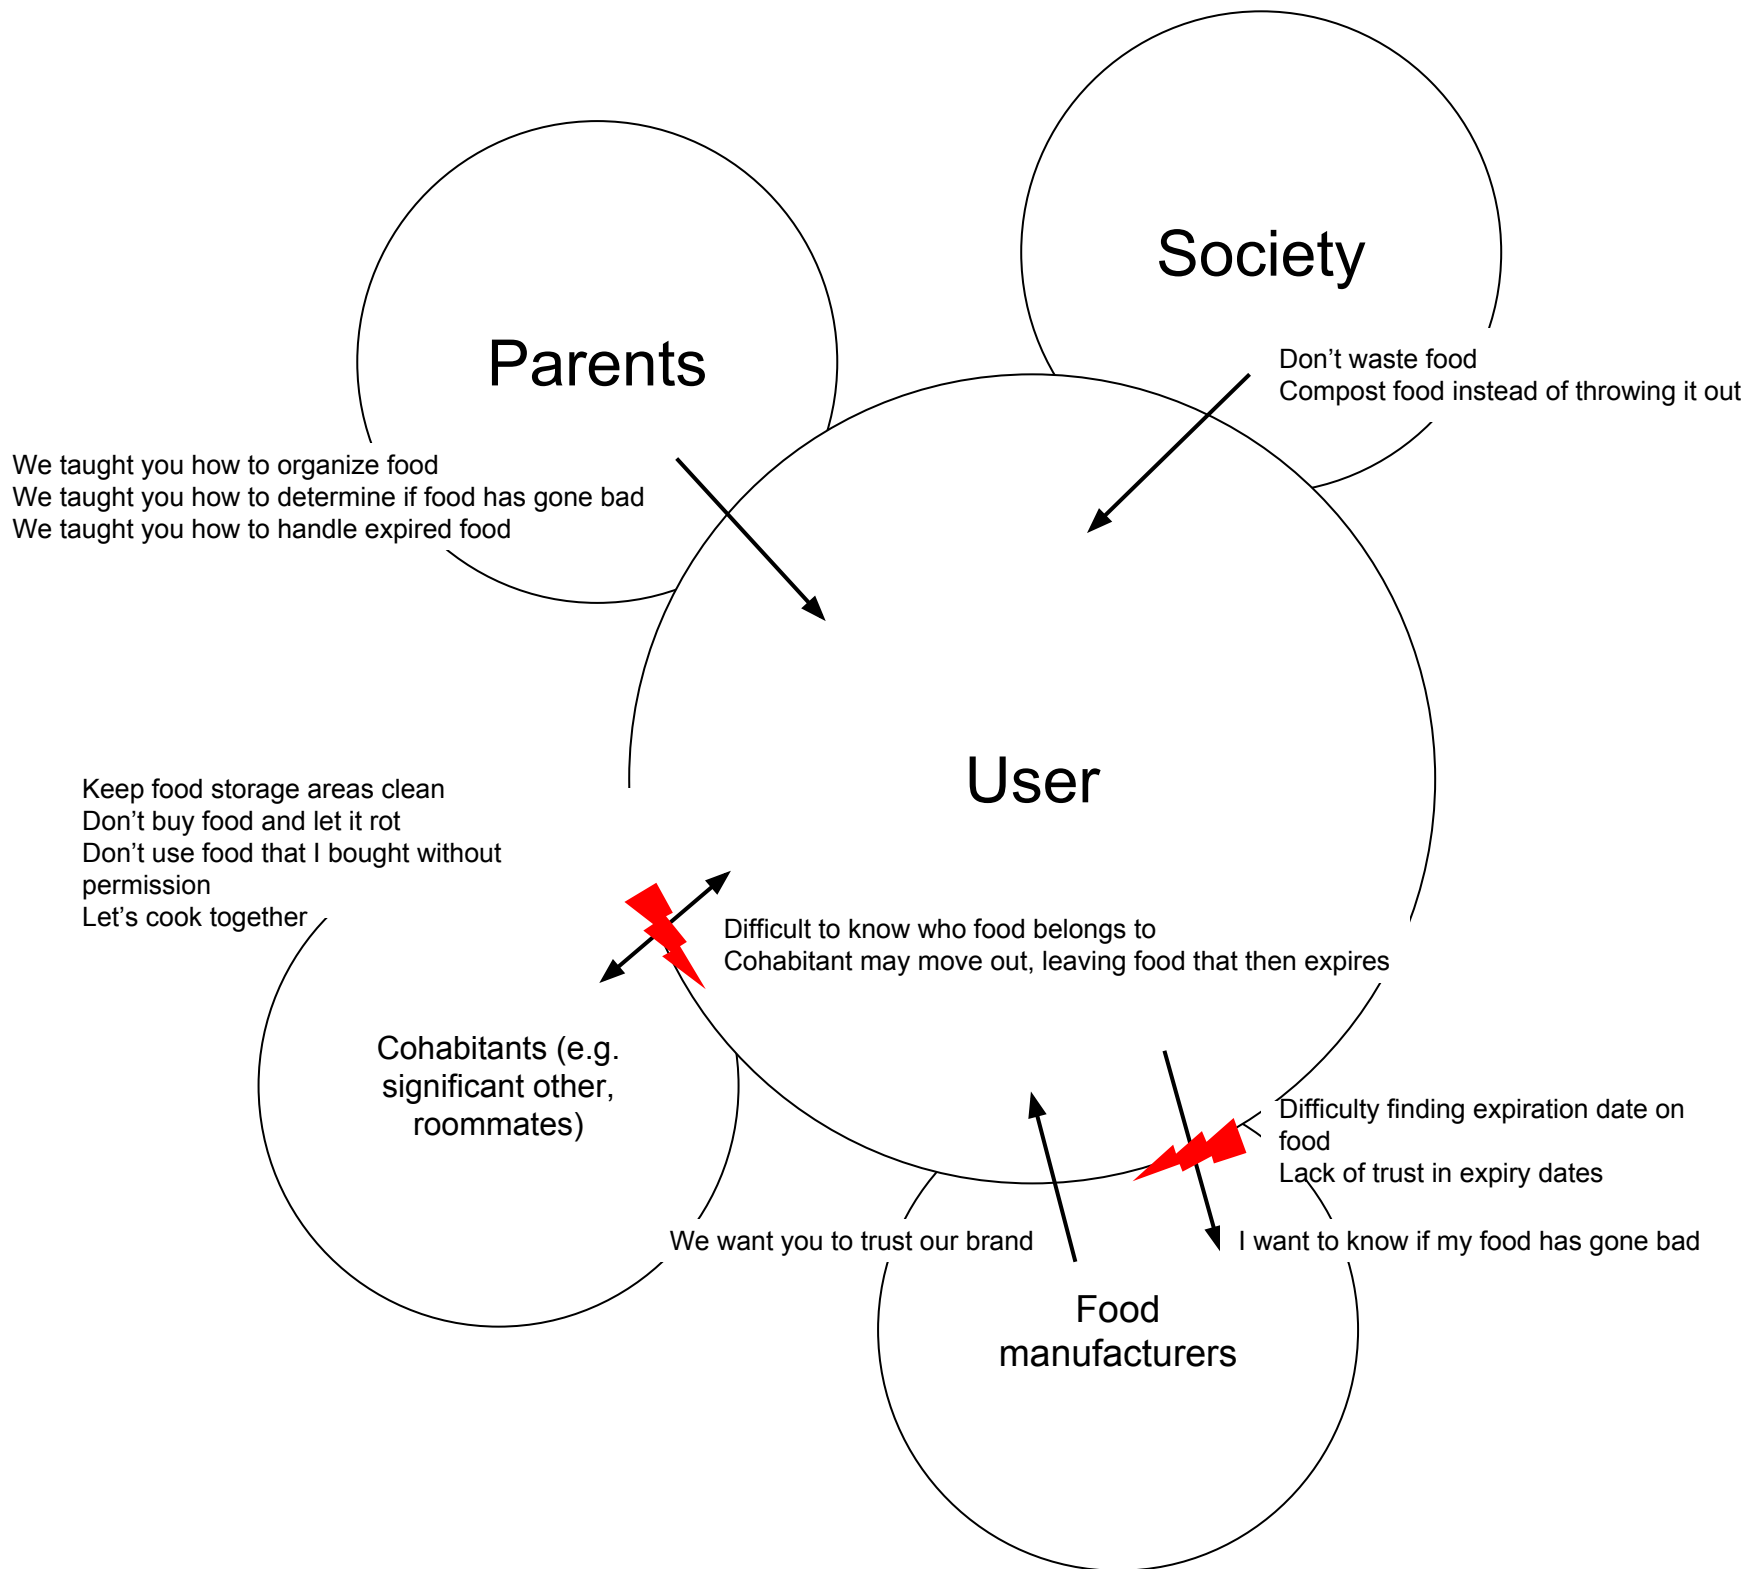 Society
Don’t waste food
Compost food instead of throwing it out
Parents
We taught you how to organize food
We taught you how to determine if food has gone bad
We taught you how to handle expired food
User
Keep food storage areas clean
Don’t buy food and let it rot
Don’t use food that I bought without
permission
Let’s cook together
Difficult to know who food belongs to
Cohabitant may move out, leaving food that then expires
Cohabitants (e.g.
significant other,
roommates)
Difficulty finding expiration date on
food
Lack of trust in expiry dates
We want you to trust our brand
I want to know if my food has gone bad
Food
manufacturers